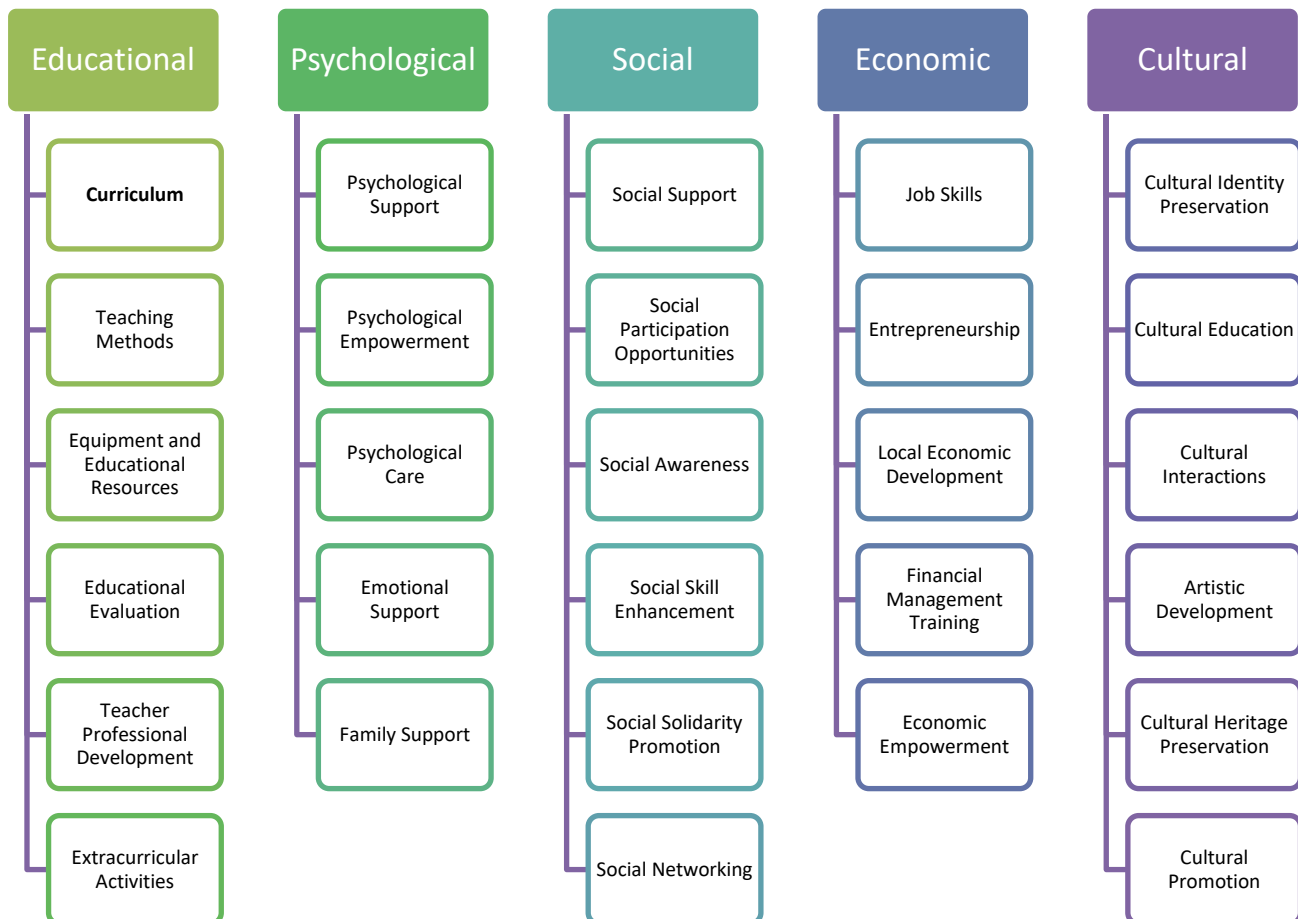 Educational
Curriculum
Teaching
Methods
Equipment and
Educational
Resources
Educational
Evaluation
Teacher
Professional
Development
Extracurricular
Activities
Psychological
Psychological
Support
Psychological
Empowerment
Psychological
Care
Emotional
Support
Family Support
Social
Social Support
Social
Participation
Opportunities
Social Awareness
Social Skill
Enhancement
Social Solidarity
Promotion
Social Networking
Economic
Job Skills
Entrepreneurship
Local Economic
Development
Financial
Management
Training
Economic
Empowerment
Cultural
Cultural Identity
Preservation
Cultural Education
Cultural
Interactions
Artistic
Development
Cultural Heritage
Preservation
Cultural
Promotion